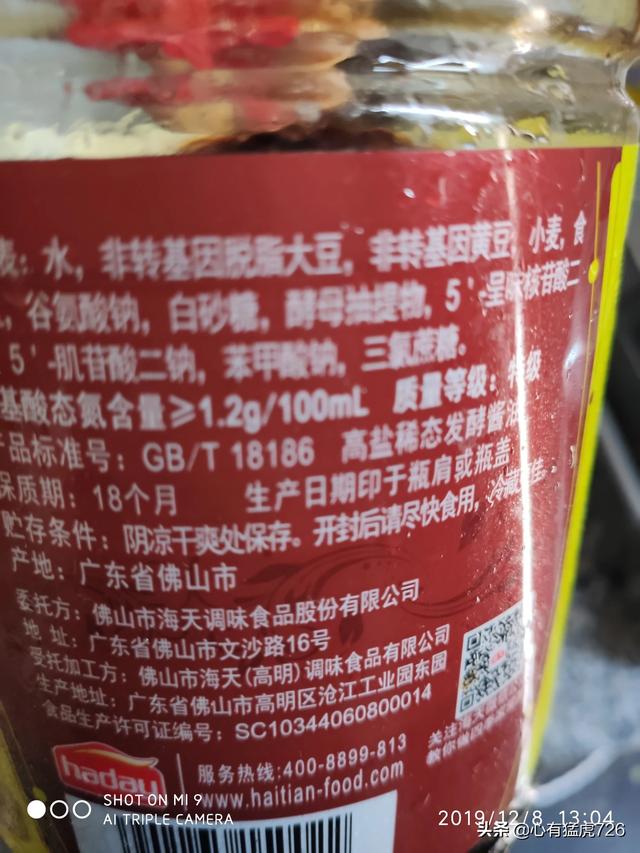 麦：水，非转基因脱脂大豆，非转基因黄豆，小麦，食
谷氨酸钠，白砂糖，酵母抽提物，5'-呈味核苷酸二
5'-肌苷酸二钠，苯甲酸钠，三氯蔗糖。
基酸态氮含量≥1.2g/100mL 质量等级：特级
产品标准号：GB/T 18186 高盐稀态发酵酱油
保质期：18个月 生产日期印于瓶肩或瓶盖
贮存条件：阴凉干爽处保存。开封后请尽快食用，冷藏更佳
产地：广东省佛山市
委托方：佛山市海天调味食品股份有限公司
地 址：广东省佛山市文沙路16号
受托加工方：佛山市海天(高明)调味食品有限公司
生产地址：广东省佛山市高明区沧江工业园东园
食品生产许可证编号：SC10344060800014
关注海天
教你做四季
haday
服务热线:400-8899-813
www.haitian-food.com
SHOT ON MI 9
AI TRIPLE CAMERA
2019/12/8 13:04
头条@心有猛虎726